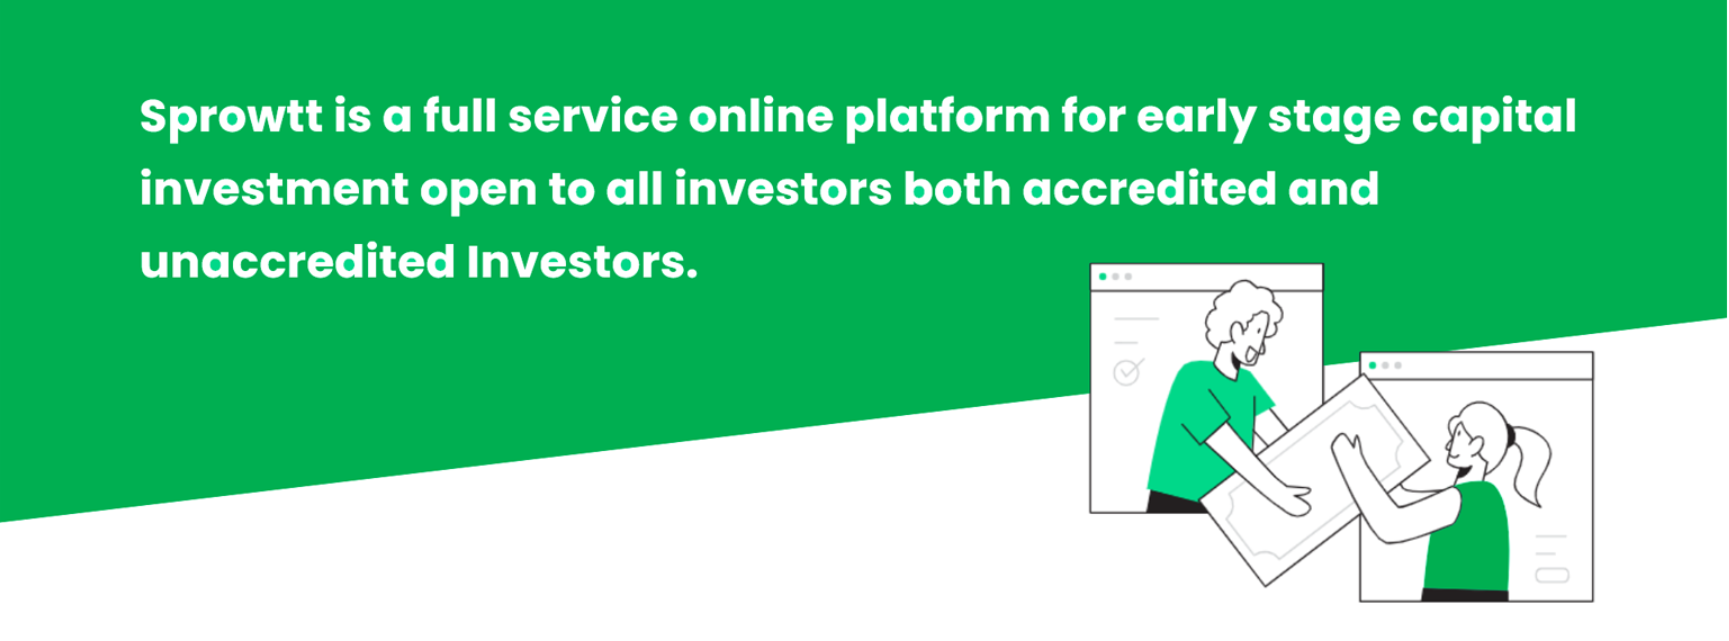 Sprowtt is a full service online platform for early stage capital
investment open to all investors both accredited and
unaccredited Investors.